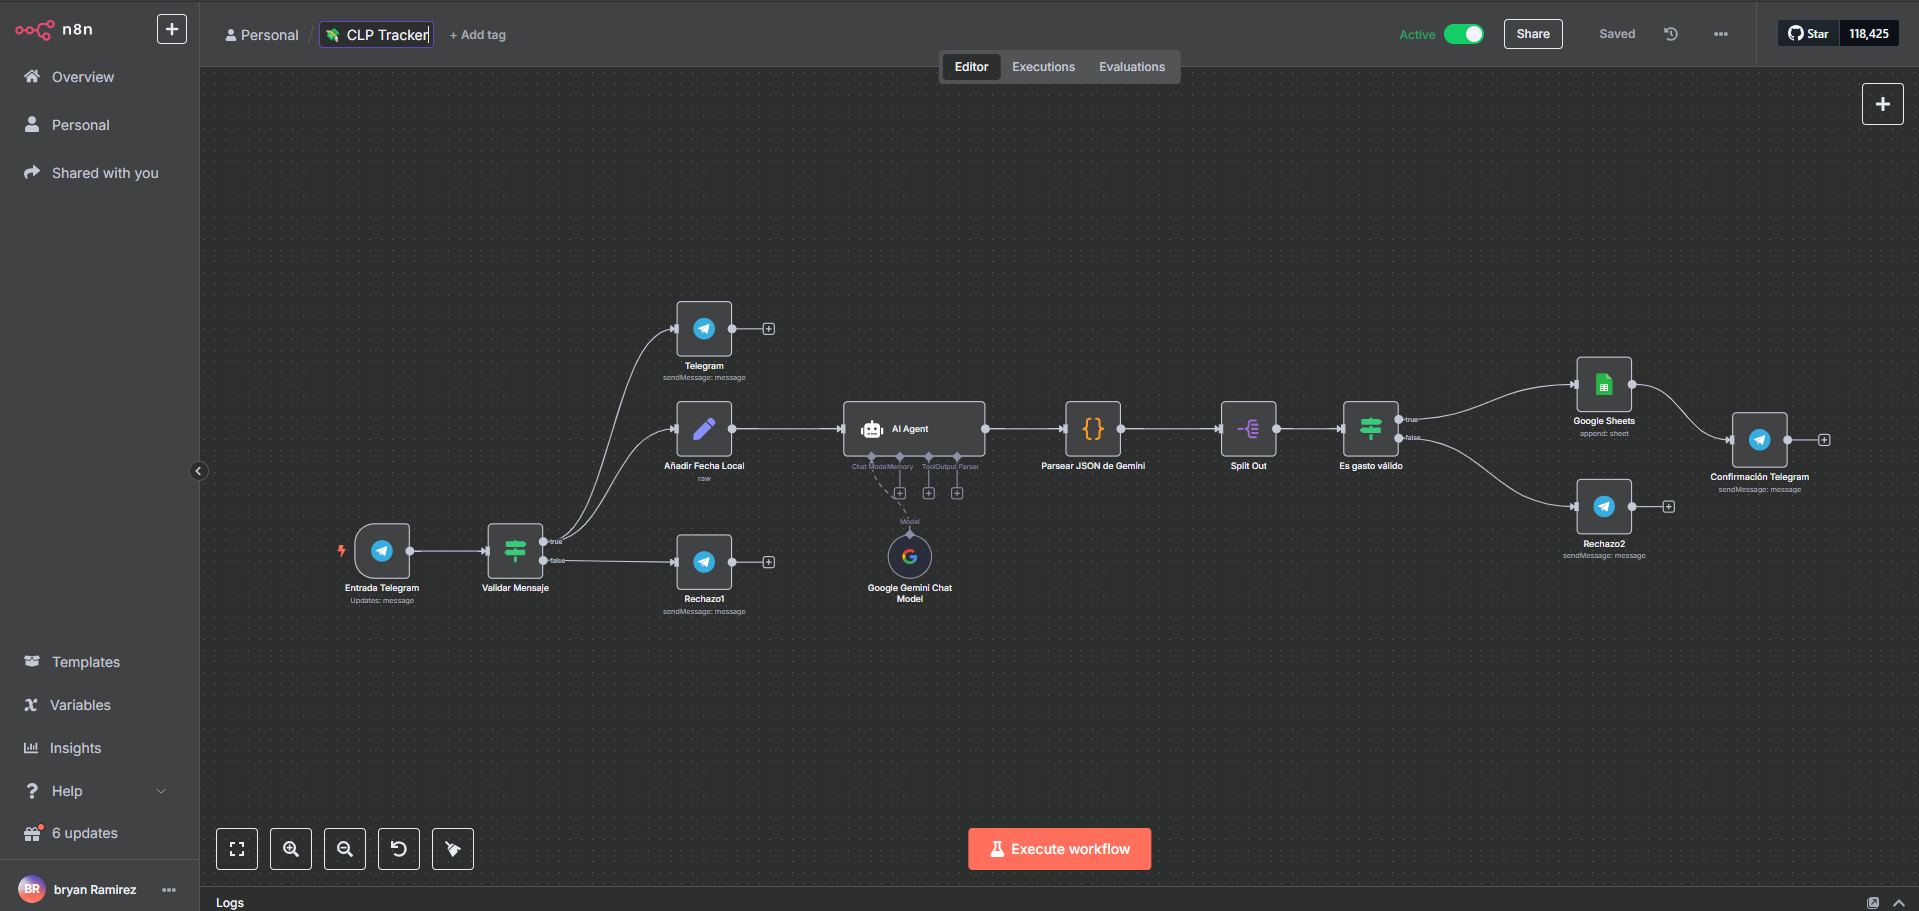 n8n
Overview
Personal
Shared with you
Templates
Variables
Insights
Help
6 updates
BR bryan Ramirez
Personal / 💸 CLP Tracker + Add tag
Active Share Saved Star 118,425
Editor Executions Evaluations
Telegram
sendMessage: message
Añadir Fecha Local
raw
AI Agent
Chat Model Memory Tool Output Parser
Model
Google Gemini Chat
Model
Parsear JSON de Gemini
Split Out
Es gasto válido
true
false
Google Sheets
append: sheet
Confirmación Telegram
sendMessage: message
Rechazo2
sendMessage: message
Entrada Telegram
Updates: message
Validar Mensaje
true
false
Rechazo1
sendMessage: message
Execute workflow
Logs